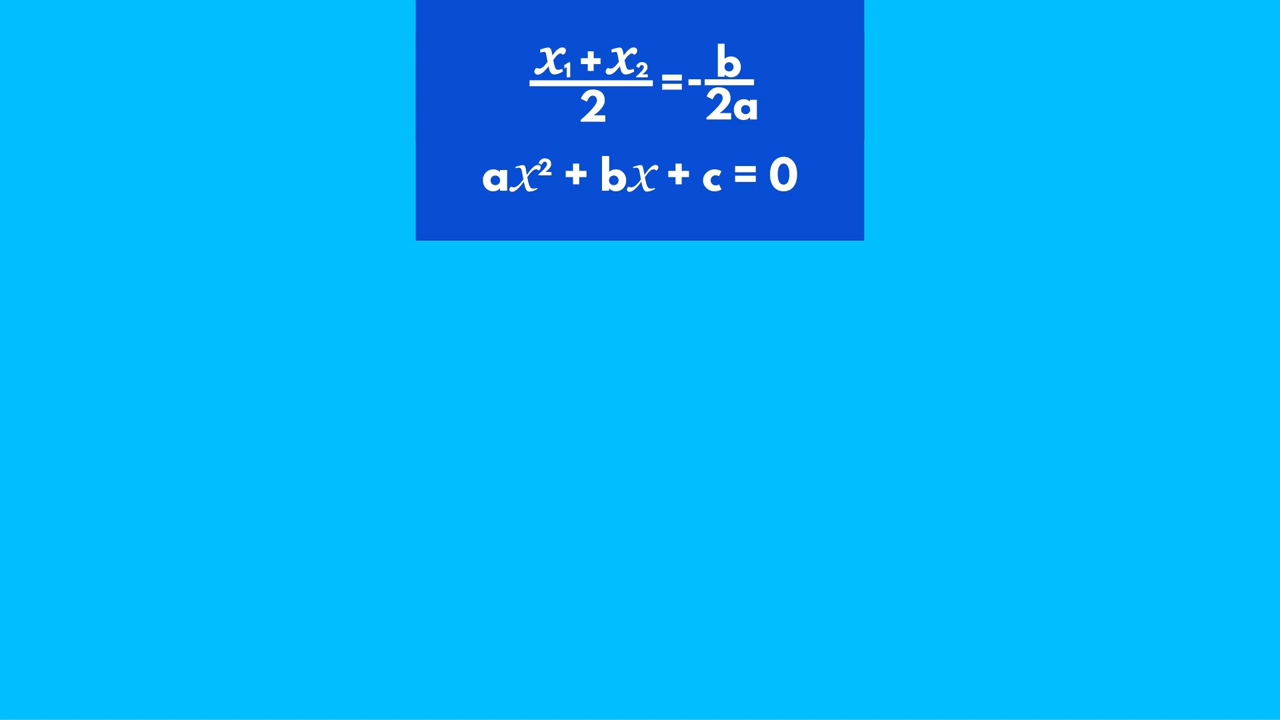 x₁ + x₂ / 2 = - b / 2a
ax² + bx + c = 0